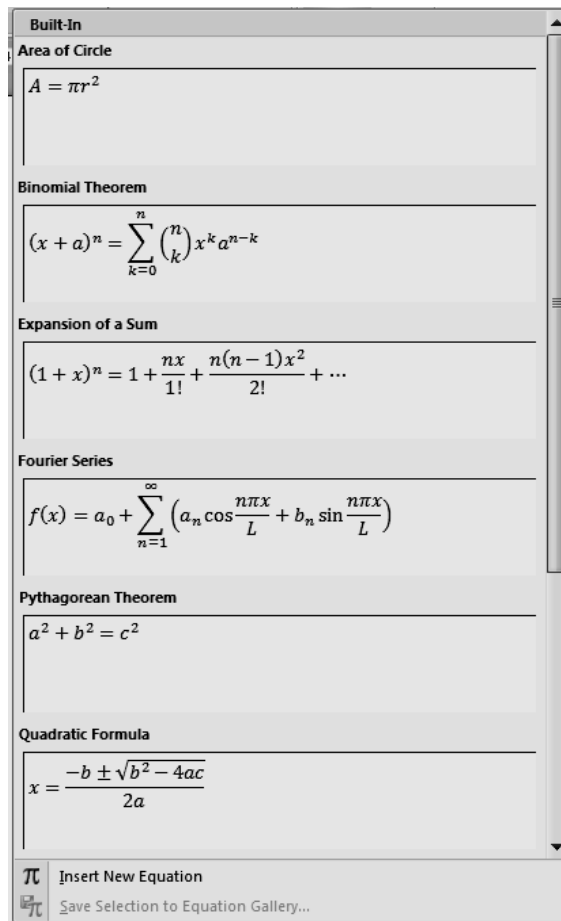 Built-In
Area of Circle
A = πr²
Binomial Theorem
(x + a)ⁿ = ∑ₖ₌₀ⁿ (n k) xᵏaⁿ⁻ᵏ
Expansion of a Sum
(1 + x)ⁿ = 1 + nx/1! + n(n − 1)x²/2! + ⋯
Fourier Series
f(x) = a₀ + ∑ₙ₌₁^∞ (aₙ cos nπx/L + bₙ sin nπx/L)
Pythagorean Theorem
a² + b² = c²
Quadratic Formula
x = −b ± √(b² − 4ac) / 2a
π Insert New Equation
π Save Selection to Equation Gallery...